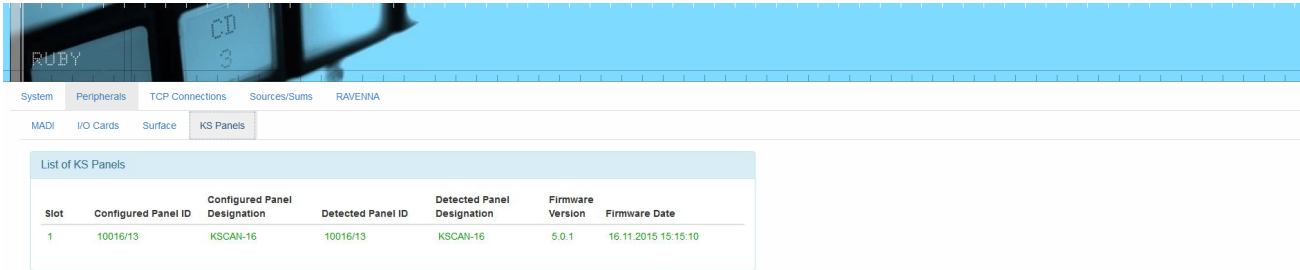 CD
3
RUBY
System Peripherals TCP Connections Sources/Sums RAVENNA
MADI I/O Cards Surface KS Panels
List of KS Panels
Slot Configured Panel ID Configured Panel Designation Detected Panel ID Detected Panel Designation Firmware Version Firmware Date
1 10016/13 KSCAN-16 10016/13 KSCAN-16 5.0.1 16.11.2015 15:15:10